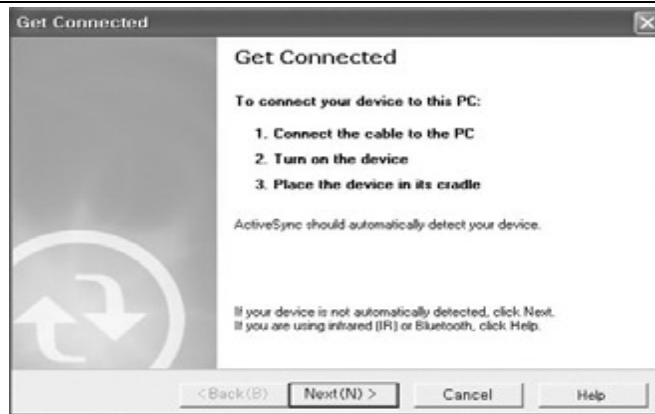 Get Connected
Get Connected
To connect your device to this PC:
1. Connect the cable to the PC
2. Turn on the device
3. Place the device in its cradle
ActiveSync should automatically detect your device.
If your device is not automatically detected, click Next.
If you are using infrared (IR) or Bluetooth, click Help.
<Back(B) Next(N) > Cancel Help